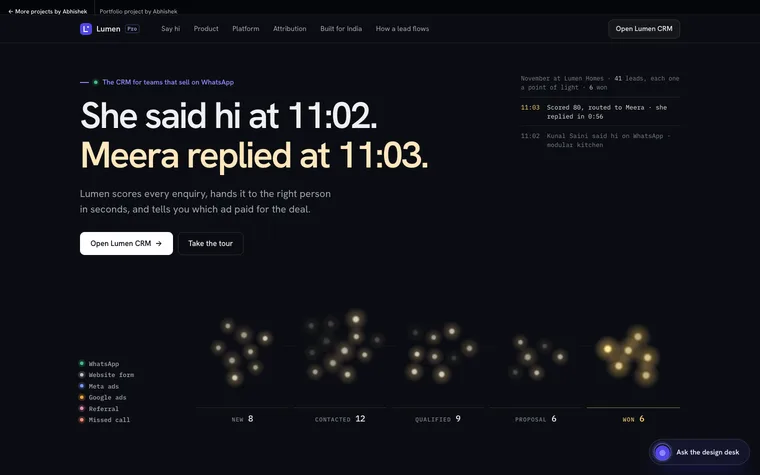 ← More projects by Abhishek
Portfolio project by Abhishek
Lumen Pro
Say hi
Product
Platform
Attribution
Built for India
How a lead flows
Open Lumen CRM
The CRM for teams that sell on WhatsApp
She said hi at 11:02.
Meera replied at 11:03.
Lumen scores every enquiry, hands it to the right person
in seconds, and tells you which ad paid for the deal.
Open Lumen CRM →
Take the tour
November at Luman Homes · 41 leads, each one
a point of light · 6 won
11:03 Scored 80, routed to Meera · she
replied in 0:56
11:02 Kunal Saini said hi on WhatsApp ·
modular kitchen
WhatsApp
Website form
Meta ads
Google ads
Referral
Missed call
NEW 8
CONTACTED 12
QUALIFIED 9
PROPOSAL 6
WON 6
Ask the design desk